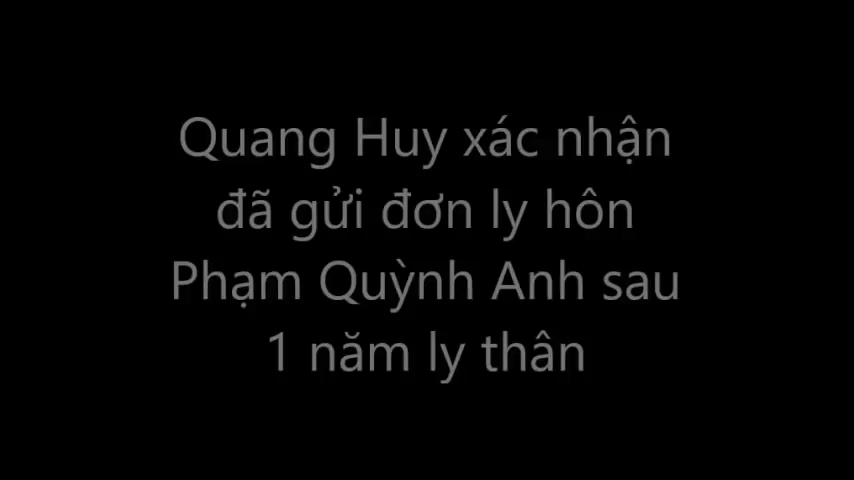 Quang Huy xác nhận
đã gửi đơn ly hôn
Phạm Quỳnh Anh sau
1 năm ly thân